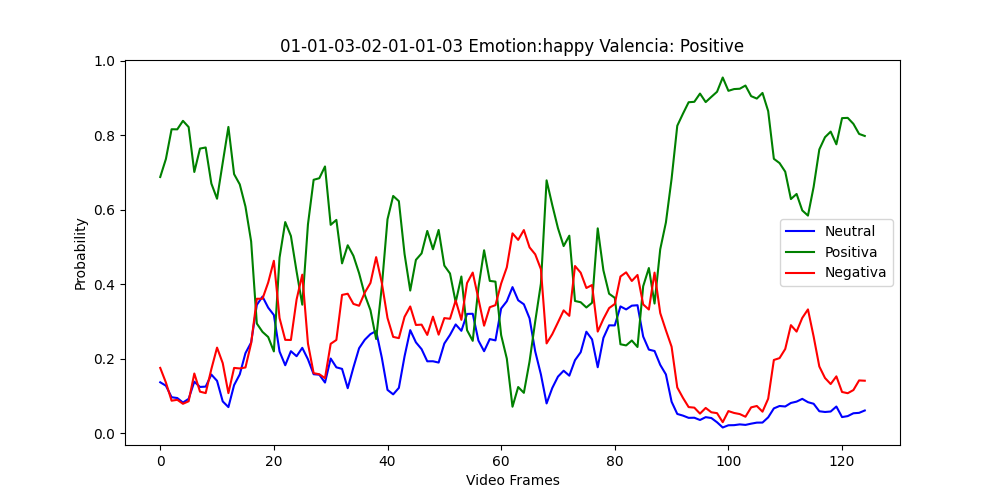 01-01-03-02-01-01-03 Emotion:happy Valencia: Positive
1.0
0.8
0.6
0.4
0.2
0.0
Probability
Neutral
Positiva
Negativa
0 20 40 60 80 100 120
Video Frames